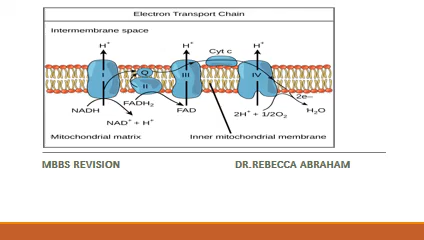 Electron Transport Chain
Intermembrane space
H⁺ H⁺ H⁺
Cyt c
I Q III IV
II
2e–
NADH FADH₂ FAD 2H⁺ + 1/2O₂ H₂O
NAD⁺ + H⁺
Mitochondrial matrix Inner mitochondrial membrane
MBBS REVISION DR.REBECCA ABRAHAM